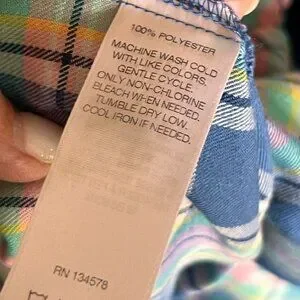 100% POLYESTER
MACHINE WASH COLD
WITH LIKE COLORS.
GENTLE CYCLE.
ONLY NON-CHLORINE
BLEACH WHEN NEEDED.
TUMBLE DRY LOW.
COOL IRON IF NEEDED.
RN 134578